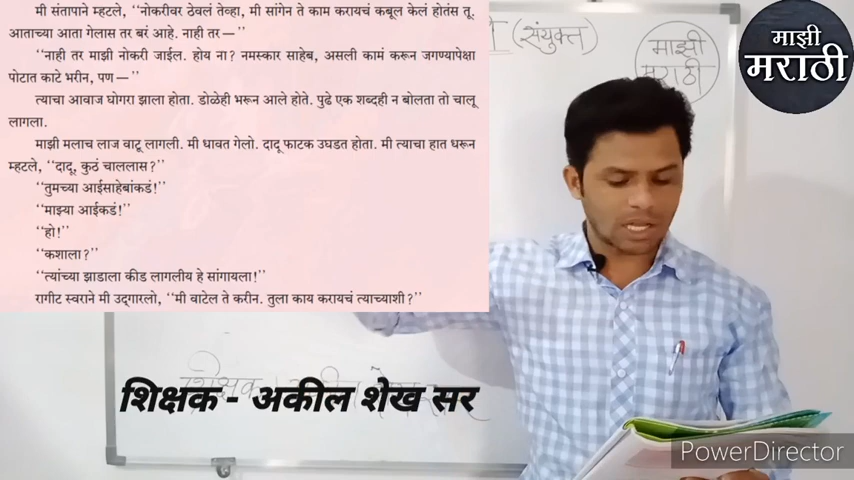 मी संतापाने म्हटले, ‘‘नोकरीवर ठेवलं तेव्हा, मी सांगेन ते काम करायचं कबूल केलं होतंस तू.
आताच्या आता गेलास तर बरं आहे. नाही तर —’’
‘‘नाही तर माझी नोकरी जाईल. होय ना? नमस्कार साहेब, असली कामं करून जगण्यापेक्षा
पोटात काटे भरीन, पण —’’
त्याचा आवाज घोगरा झाला होता. डोळेही भरून आले होते. पुढे एक शब्दही न बोलता तो चालू
लागला.
माझी मलाच लाज वाटू लागली. मी धावत गेलो. दादू फाटक उघडत होता. मी त्याचा हात धरून
म्हटले, ‘‘दादू, कुठं चाललास?’’
‘‘तुमच्या आईसाहेबांकडं!’’
‘‘माझ्या आईकडं!’’
‘‘हो!’’
‘‘कशाला?’’
‘‘त्यांच्या झाडाला कीड लागलीय हे सांगायला!’’
रागीट स्वराने मी उद्‌गारलो, ‘‘मी वाटेल ते करीन. तुला काय करायचं त्याच्याशी?’’
(संयुक्त)
माझी
मराठी
माझी
मराठी
शिक्षक - अकील शेख सर
PowerDirector